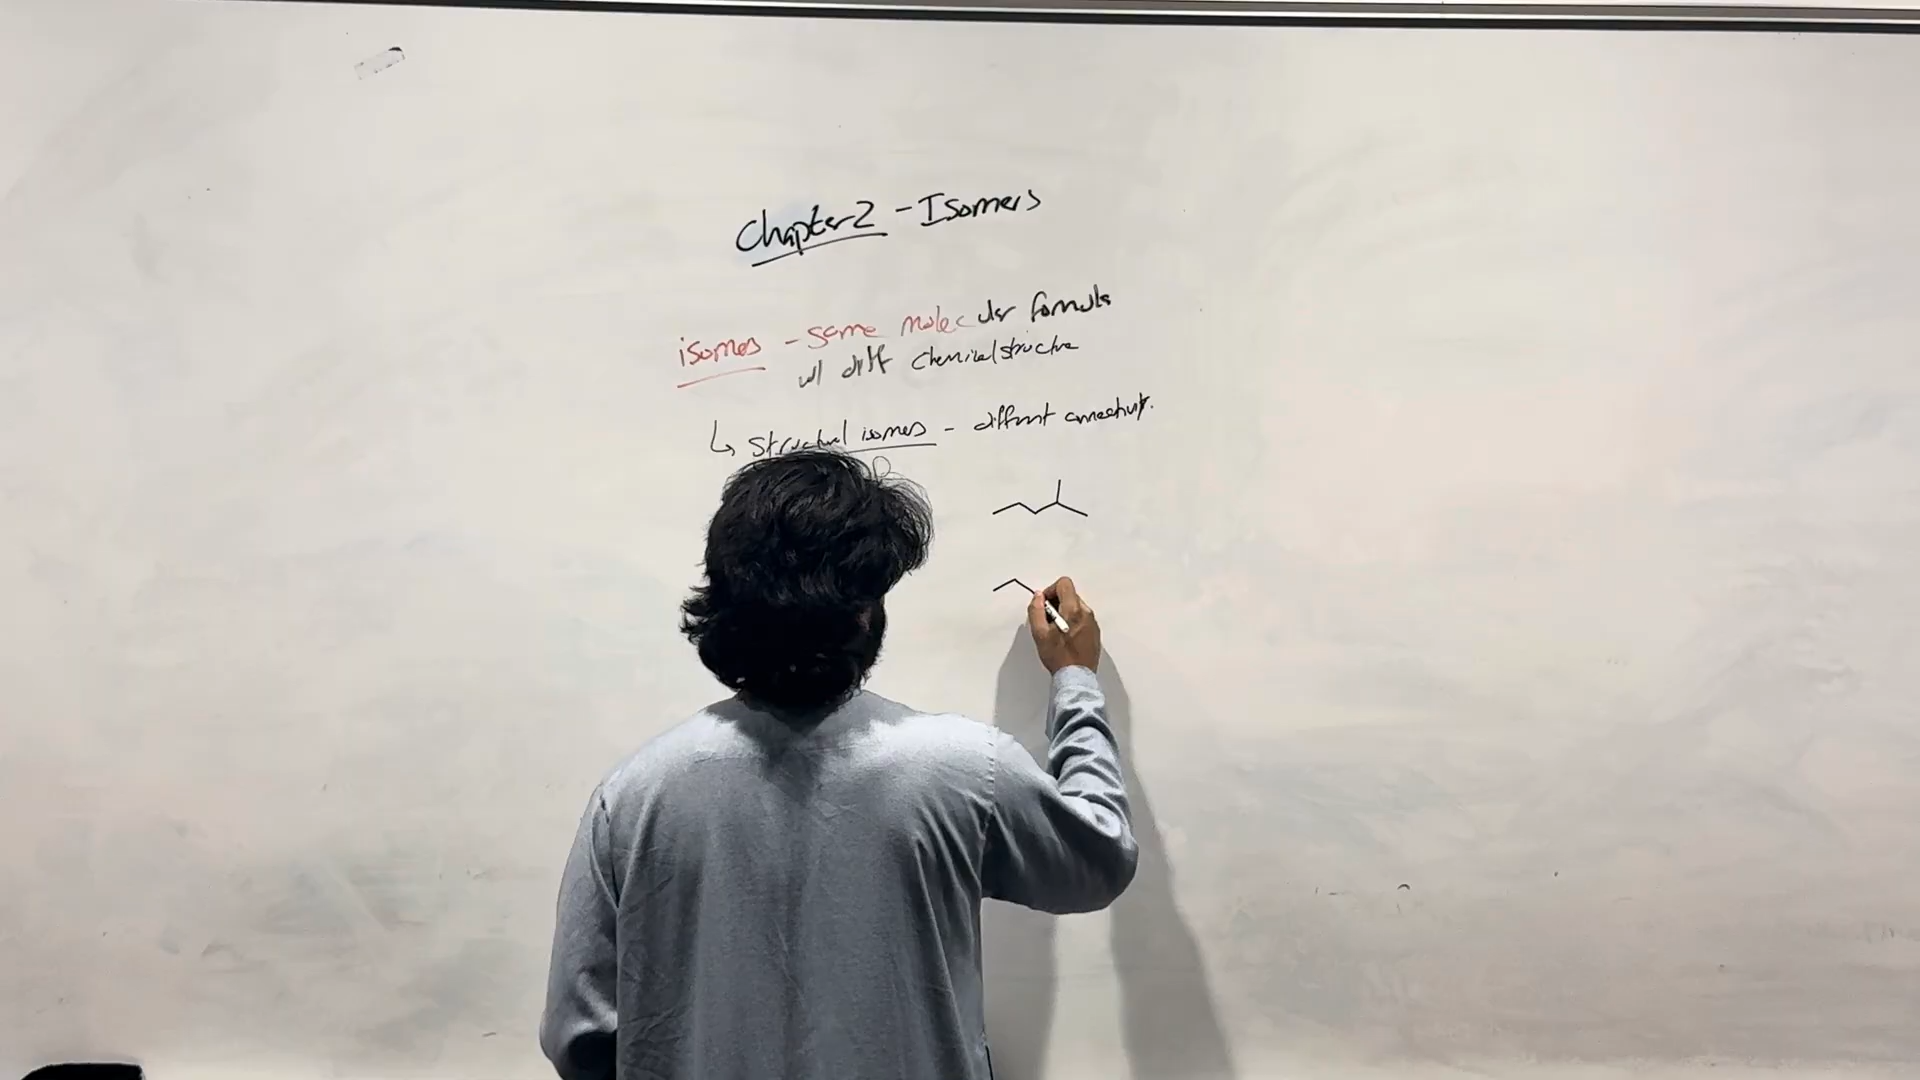 Chapter 2 - Isomers
isomers - same molecular formula
w/ diff chemical structure
↳ Structural isomers - different connectivity.